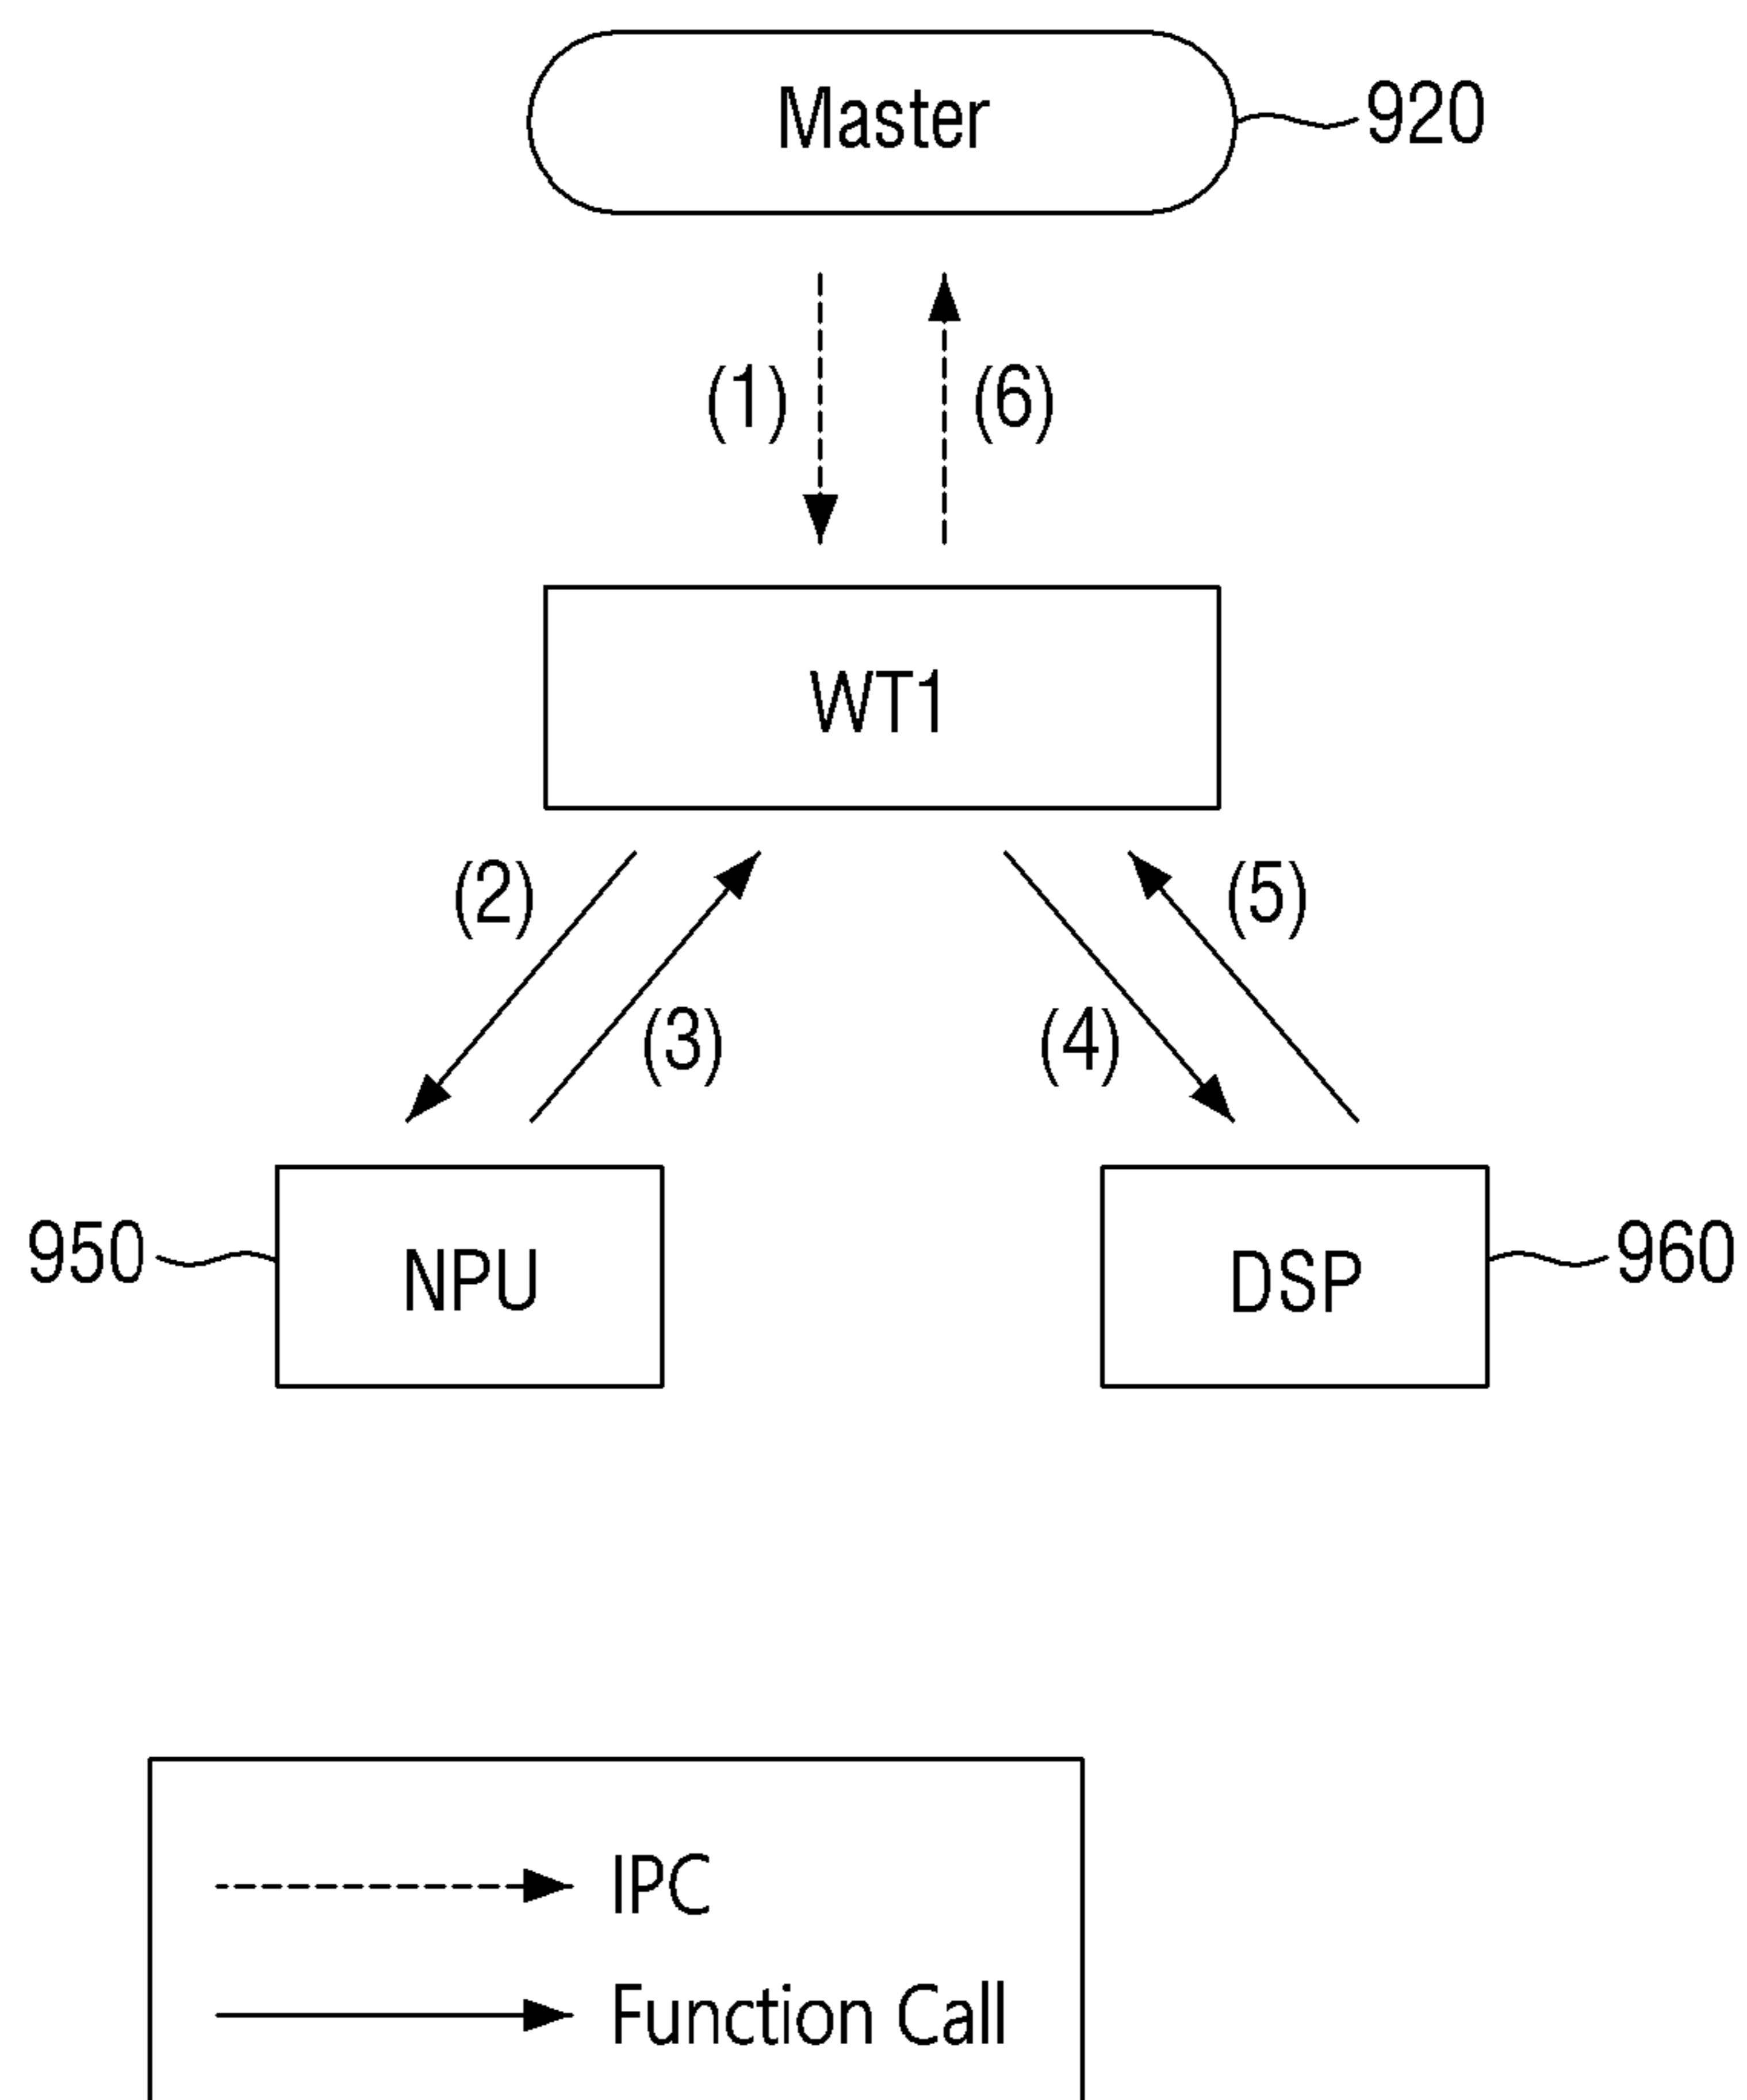 Master 920
(1) (6)
WT1
(2) (5)
(3) (4)
950 NPU DSP 960
IPC
Function Call